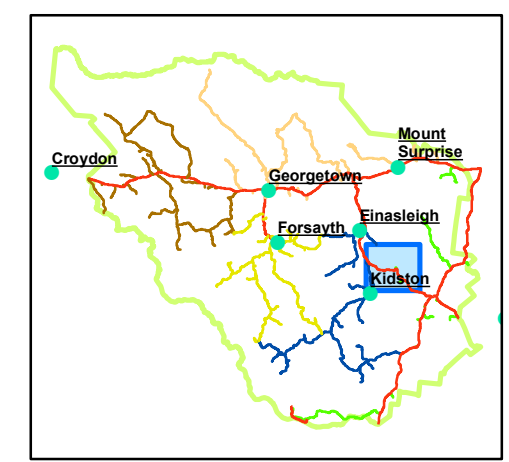 Mount
Surprise
Croydon
Georgetown
Forsayth
Einasleigh
Kidston